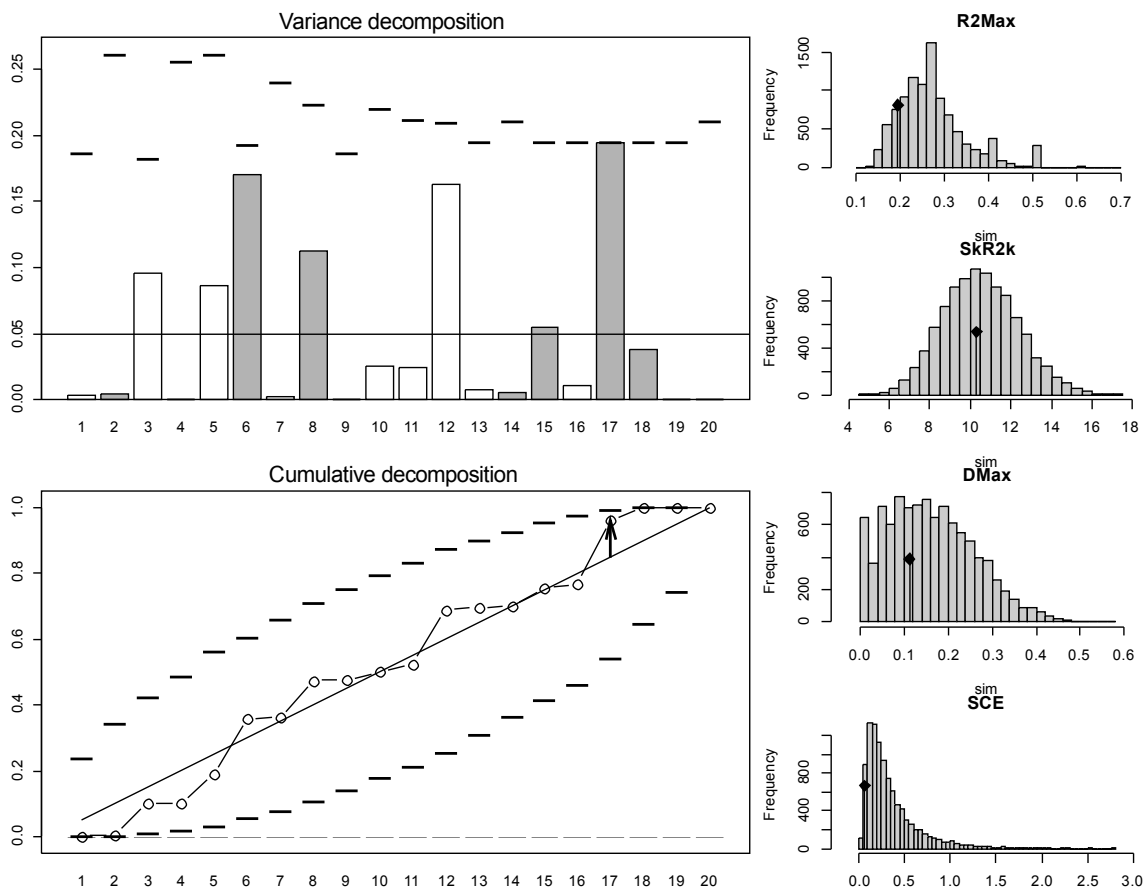 Variance decomposition
0.25
0.20
0.15
0.10
0.05
0.00
1 2 3 4 5 6 7 8 9 10 11 12 13 14 15 16 17 18 19 20
Cumulative decomposition
1.
0.8
0.6
0.4
0.2
0.0
1 2 3 4 5 6 7 8 9 10 11 12 13 14 15 16 17 18 19 20
R2Max
Frequency
1500
500
0
0.1 0.2 0.3 0.4 0.5 0.6 0.7
sim
SkR2k
Frequency
800
400
0
4 6 8 10 12 14 16 18
sim
DMax
Frequency
600
200
0
0.0 0.1 0.2 0.3 0.4 0.5 0.6
sim
SCE
Frequency
800
400
0
0.0 0.5 1.0 1.5 2.0 2.5 3.0